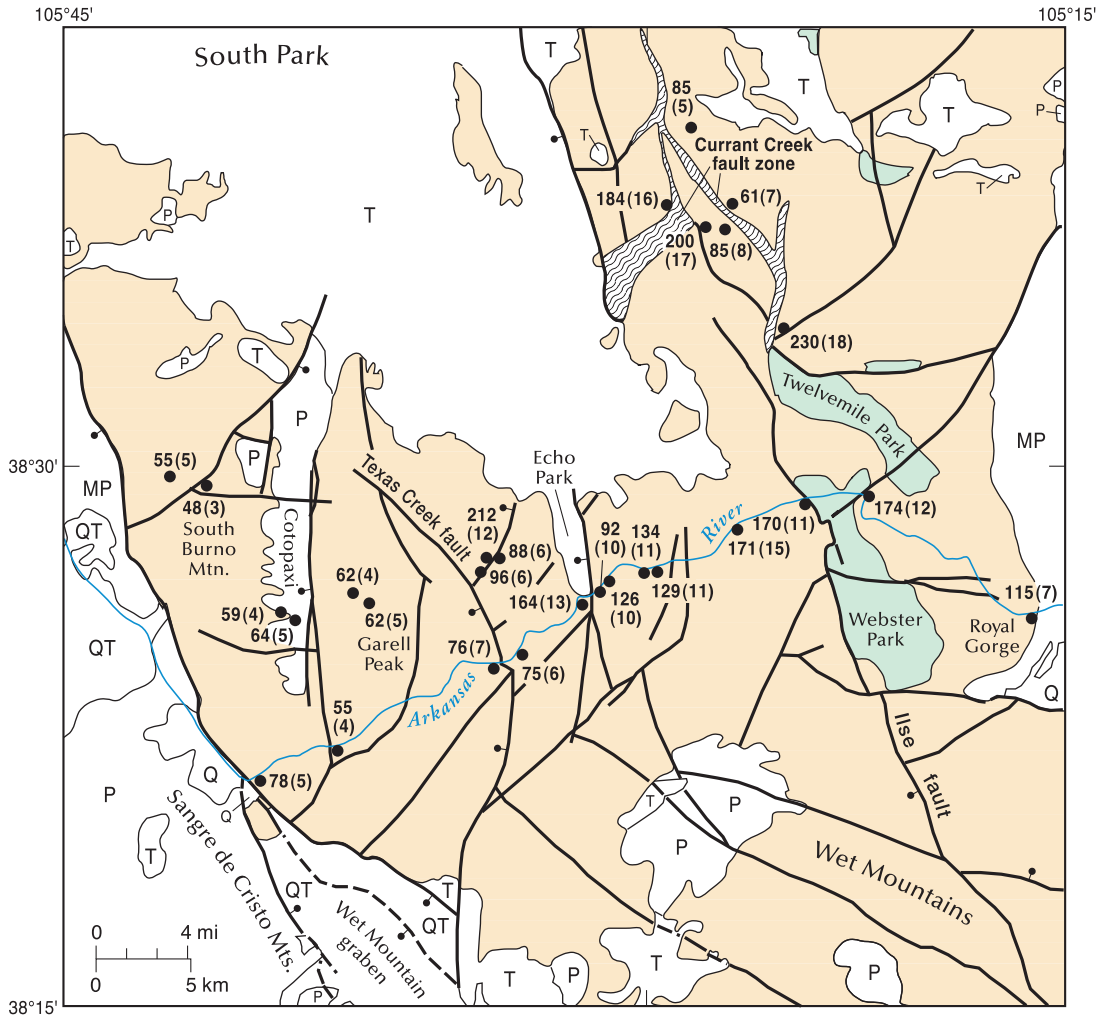 105°45'
105°15'
South Park
T
T
T
P
P
85
(5)
T
Currant Creek
fault zone
T
P
184 (16)
61 (7)
T
T
200
(17)
85 (8)
230 (18)
T
P
P
Twelvemile Park
38°30'
MP
P
55 (5)
MP
Echo
Park
Texas Creek fault
48 (3)
South
Burno
Mtn.
174 (12)
170 (11)
River
171 (15)
QT
Cotopaxi
212
(12)
92
(10)
134
(11)
88 (6)
96 (6)
129 (11)
62 (4)
164 (13)
126
(10)
115 (7)
59 (4)
64 (5)
62 (5)
Garell
Peak
Webster
Park
Royal
Gorge
QT
76 (7)
75 (6)
Arkansas
Q
55
(4)
Ilse
fault
Q
78 (5)
P
Q
T
P
P
T
Sangre de Cristo Mts.
Wet Mountains
QT
Wet Mountain
graben
T
QT
0
4 mi
0
5 km
T
P
T
P
P
38°15'